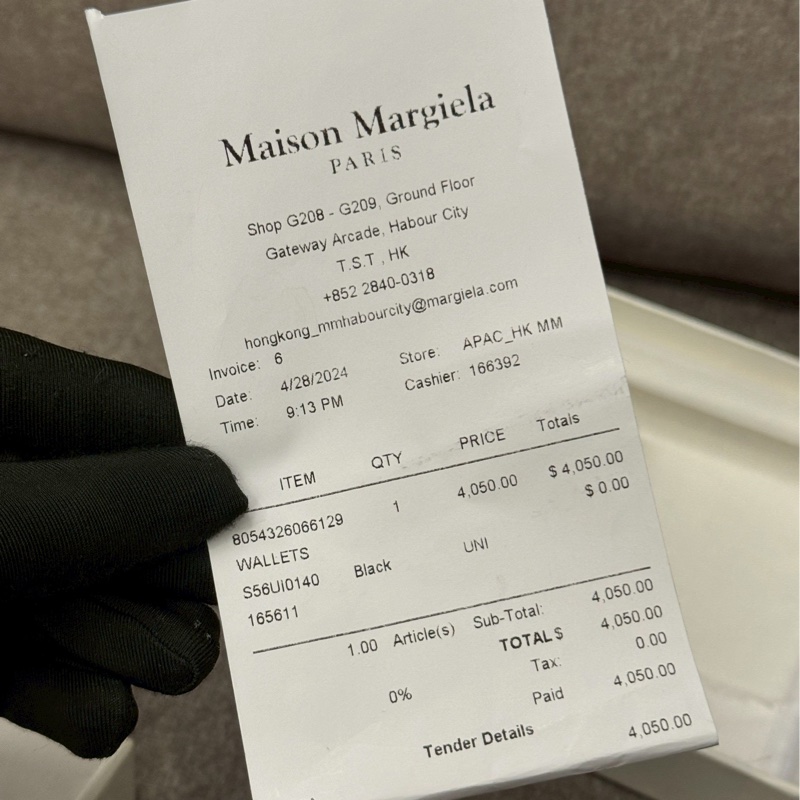 Maison Margiela
PARIS
Shop G208 - G209, Ground Floor
Gateway Arcade, Habour City
T.S.T , HK
+852 2840-0318
hongkong_mmhabourcity@margiela.com
Invoice: 6
Store: APAC_HK MM
Date: 4/28/2024
Cashier: 166392
Time: 9:13 PM
ITEM QTY PRICE Totals
8054326066129 1 4,050.00 $ 4,050.00
WALLETS $ 0.00
S56Ui0140 Black UNI
165611
1.00 Article(s) Sub-Total: 4,050.00
TOTAL$ 4,050.00
Tax: 0.00
0% Paid 4,050.00
Tender Details 4,050.00